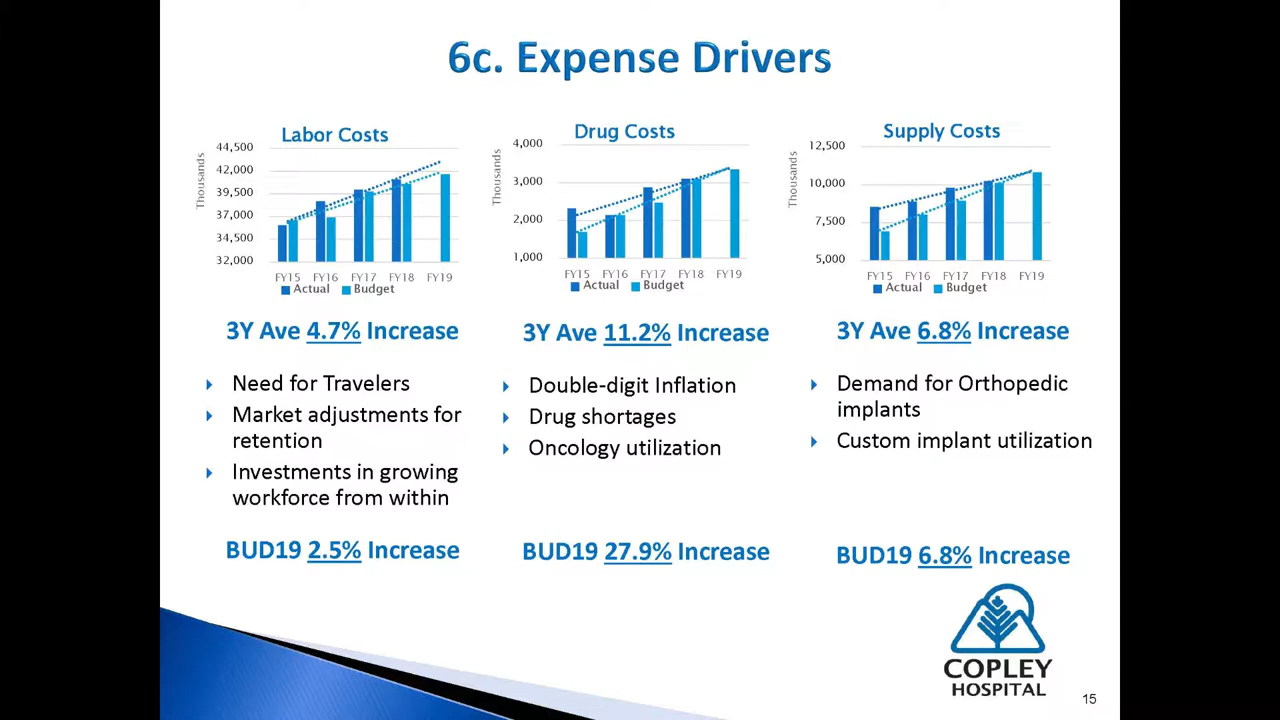 6c. Expense Drivers
Labor Costs
Thousands
44,500
42,000
39,500
37,000
34,500
32,000
FY15 FY16 FY17 FY18 FY19
Actual Budget
3Y Ave 4.7% Increase
Need for Travelers
Market adjustments for
retention
Investments in growing
workforce from within
BUD19 2.5% Increase
Drug Costs
Thousands
4,000
3,000
2,000
1,000
FY15 FY16 FY17 FY18 FY19
Actual Budget
3Y Ave 11.2% Increase
Double-digit Inflation
Drug shortages
Oncology utilization
BUD19 27.9% Increase
Supply Costs
Thousands
12,500
10,000
7,500
5,000
FY15 FY16 FY17 FY18 FY19
Actual Budget
3Y Ave 6.8% Increase
Demand for Orthopedic
implants
Custom implant utilization
BUD19 6.8% Increase
COPLEY
HOSPITAL
15